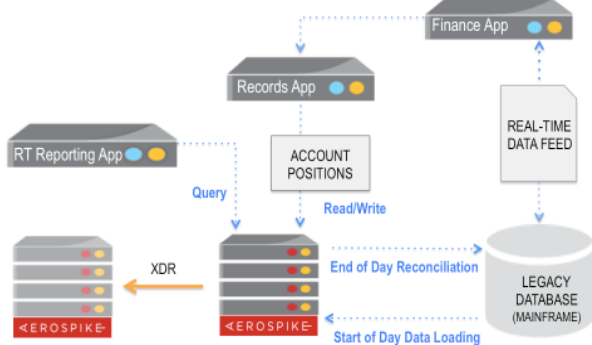 Finance App
Records App
RT Reporting App
ACCOUNT
POSITIONS
REAL-TIME
DATA FEED
Query
Read/Write
XDR
End of Day Reconciliation
LEGACY
DATABASE
(MAINFRAME)
AEROSPIKE
AEROSPIKE
Start of Day Data Loading